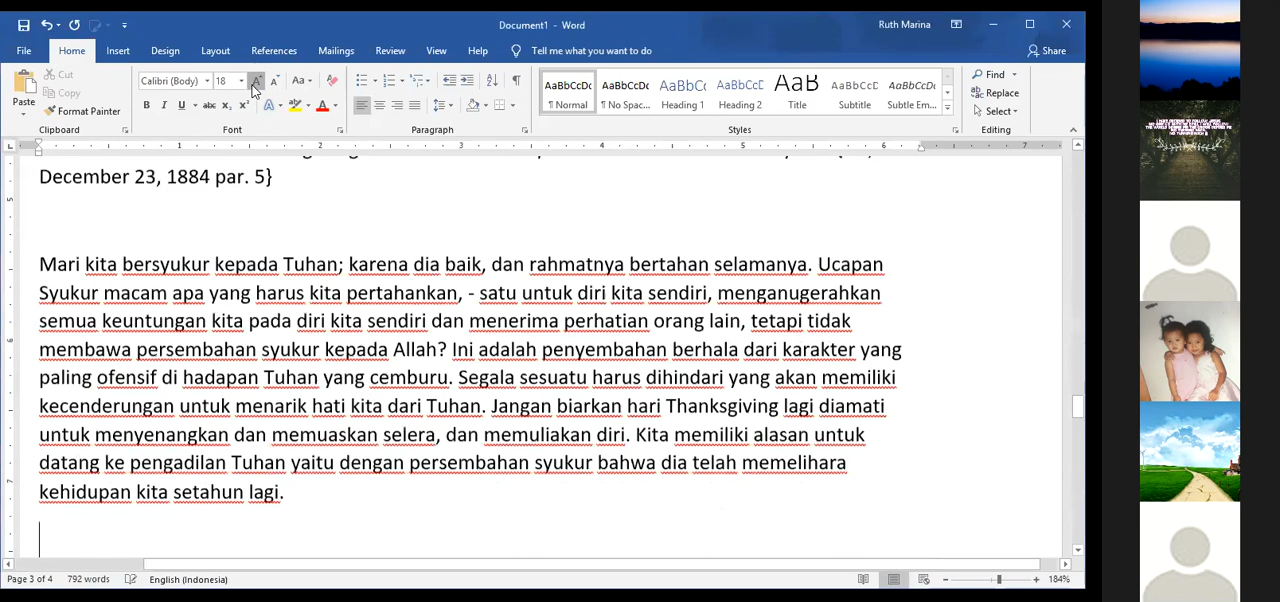 Document1 - Word
Ruth Marina
File Home Insert Design Layout References Mailings Review View Help Tell me what you want to do Share
Paste
Cut
Copy
Format Painter
Clipboard
Calibri (Body) 18
Font
Paragraph
AaBbCcDc AaBbCcDc AaBbCc AaBbCcD AaB AaBbCcD AaBbCcDc
¶ Normal ¶ No Spac... Heading 1 Heading 2 Title Subtitle Subtle Em...
Styles
Find
Replace
Select
Editing
December 23, 1884 par. 5}
Mari kita bersyukur kepada Tuhan; karena dia baik, dan rahmatnya bertahan selamanya. Ucapan
Syukur macam apa yang harus kita pertahankan, - satu untuk diri kita sendiri, menganugerahkan
semua keuntungan kita pada diri kita sendiri dan menerima perhatian orang lain, tetapi tidak
membawa persembahan syukur kepada Allah? Ini adalah penyembahan berhala dari karakter yang
paling ofensif di hadapan Tuhan yang cemburu. Segala sesuatu harus dihindari yang akan memiliki
kecenderungan untuk menarik hati kita dari Tuhan. Jangan biarkan hari Thanksgiving lagi diamati
untuk menyenangkan dan memuaskan selera, dan memuliakan diri. Kita memiliki alasan untuk
datang ke pengadilan Tuhan yaitu dengan persembahan syukur bahwa dia telah memelihara
kehidupan kita setahun lagi.
Page 3 of 4 792 words English (Indonesia) 184%